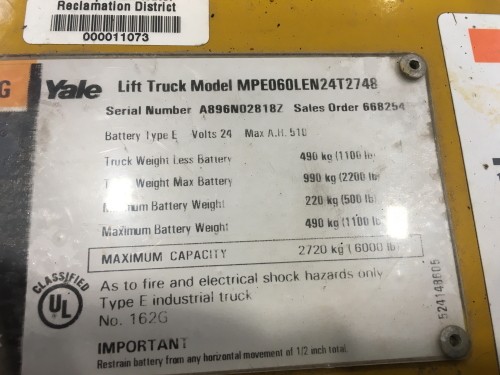 Reclamation District
000011073
G
Yale
Lift Truck Model MPE060LEN24T2748
Serial Number A896N02818Z Sales Order 668254
Battery Type E Volts 24 Max A.H. 510
Truck Weight Less Battery 490 kg (1100 lb)
Truck Weight Max Battery 990 kg (2200 lb)
Minimum Battery Weight 220 kg (500 lb)
Maximum Battery Weight 490 kg (1100 lb
MAXIMUM CAPACITY 2720 kg (6000 lb)
CLASSIFIED
UL
As to fire and electrical shock hazards only
Type E industrial truck
No. 162G
IMPORTANT
Restrain battery from any horizontal movement of 1/2 inch total.
524148605